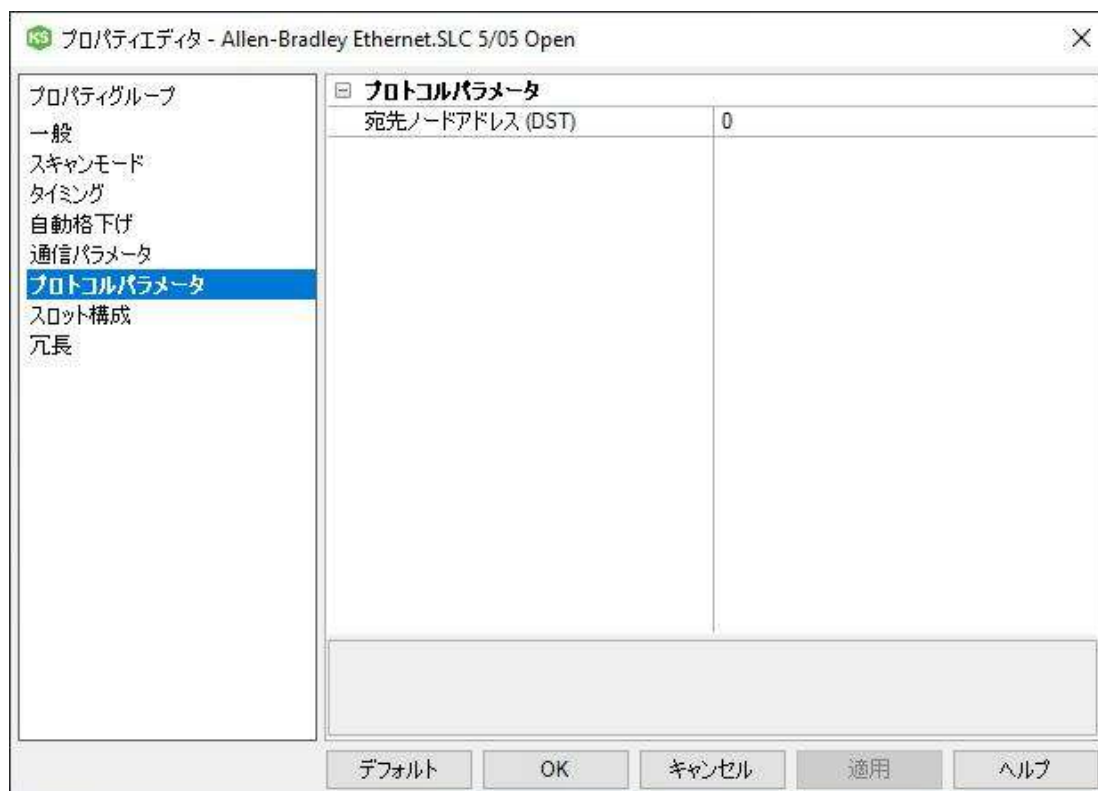 KS プロパティエディタ - Allen-Bradley Ethernet.SLC 5/05 Open
プロパティグループ
一般
スキャンモード
タイミング
自動格下げ
通信パラメータ
プロトコルパラメータ
スロット構成
冗長
プロトコルパラメータ
宛先ノードアドレス (DST) 0
デフォルト OK キャンセル 適用 ヘルプ